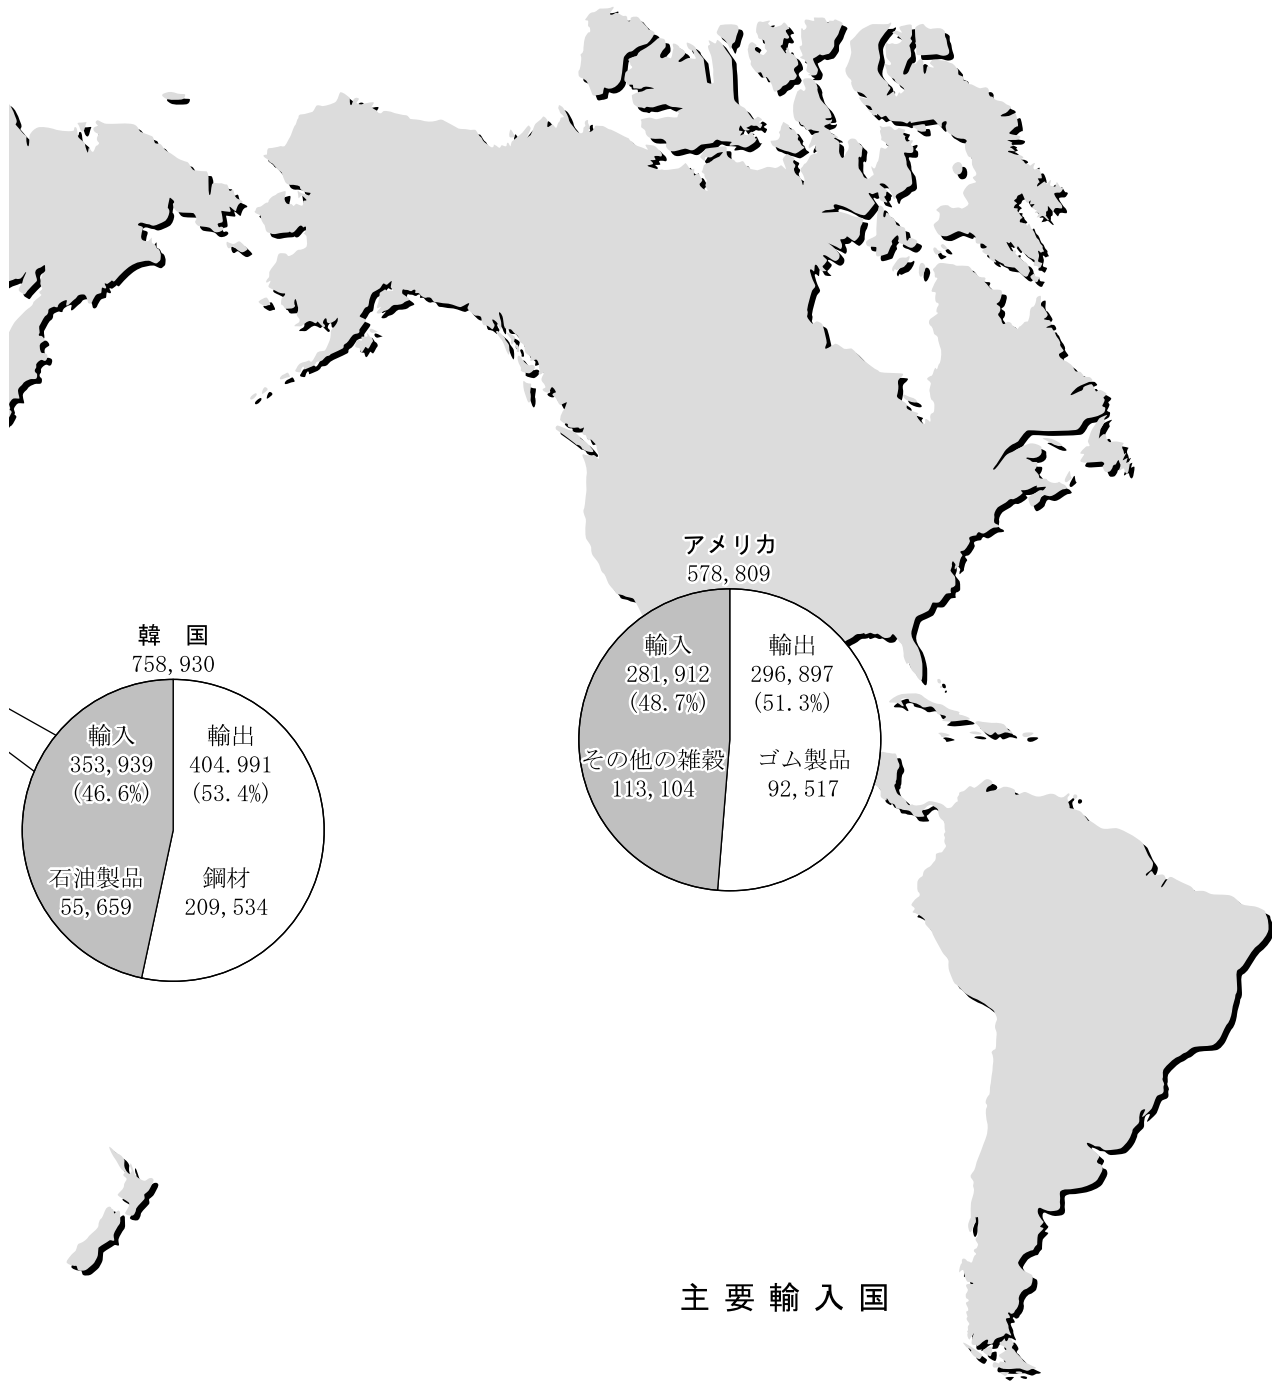 アメリカ
578,809
輸入
281,912
(48.7%)
その他の雑穀
113,104
輸出
296,897
(51.3%)
ゴム製品
92,517
韓　国
758,930
輸入
353,939
(46.6%)
石油製品
55,659
輸出
404.991
(53.4%)
鋼材
209,534
主要輸入国